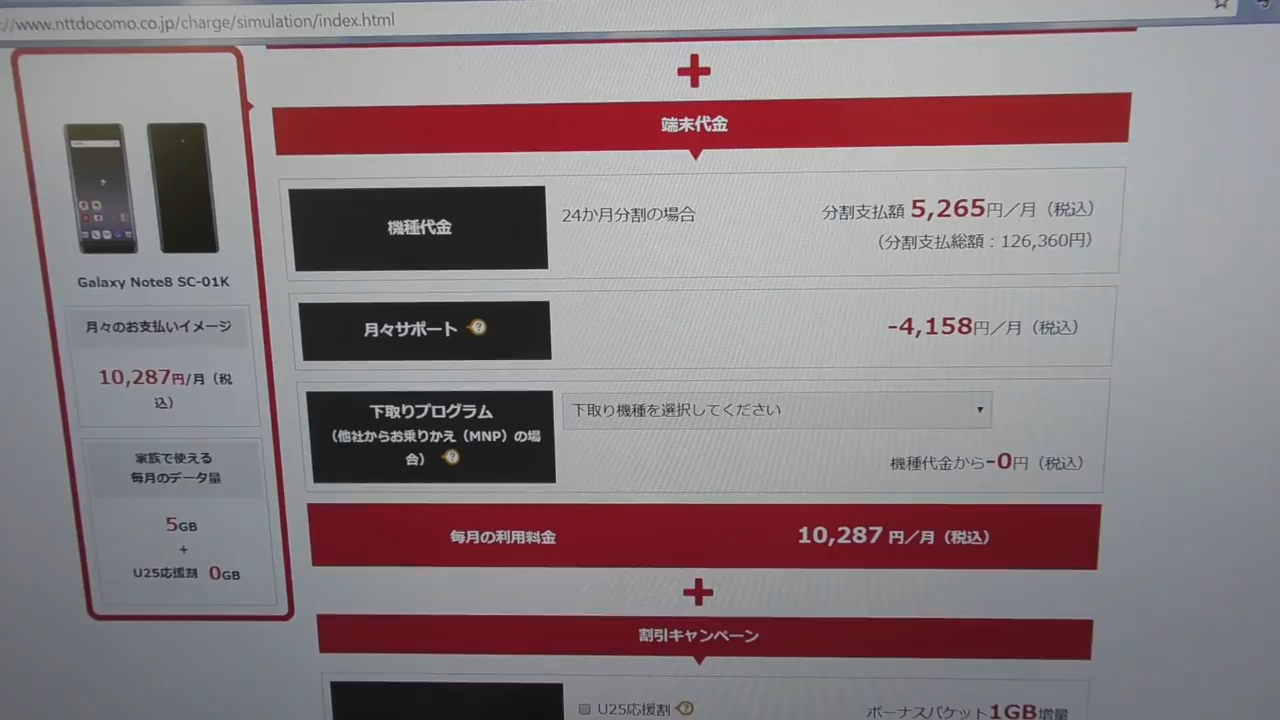 ://www.nttdocomo.co.jp/charge/simulation/index.html
Galaxy Note8 SC-01K
月々のお支払いイメージ
10,287円/月（税
込）
家族で使える
毎月のデータ量
5GB
+
U25応援割 0GB
+
端末代金
機種代金
24か月分割の場合
分割支払額 5,265円／月（税込）
（分割支払総額：126,360円）
月々サポート ?
-4,158円／月（税込）
下取りプログラム
（他社からお乗りかえ（MNP）の場
合） ?
下取り機種を選択してください
機種代金から-0円（税込）
毎月の利用料金
10,287 円／月（税込）
+
割引キャンペーン
U25応援割 ?
ボーナスパケット1GB増量